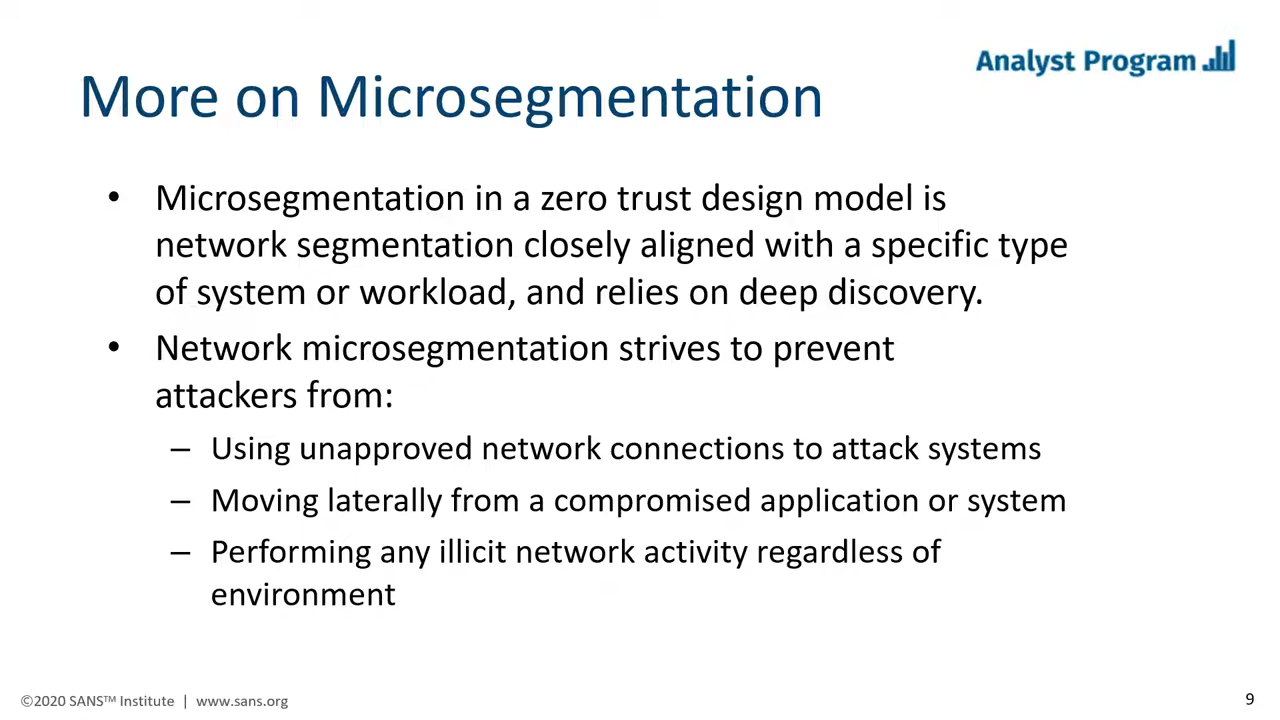 Analyst Program
More on Microsegmentation
• Microsegmentation in a zero trust design model is
network segmentation closely aligned with a specific type
of system or workload, and relies on deep discovery.
• Network microsegmentation strives to prevent
attackers from:
– Using unapproved network connections to attack systems
– Moving laterally from a compromised application or system
– Performing any illicit network activity regardless of
environment
©2020 SANS™ Institute | www.sans.org
9